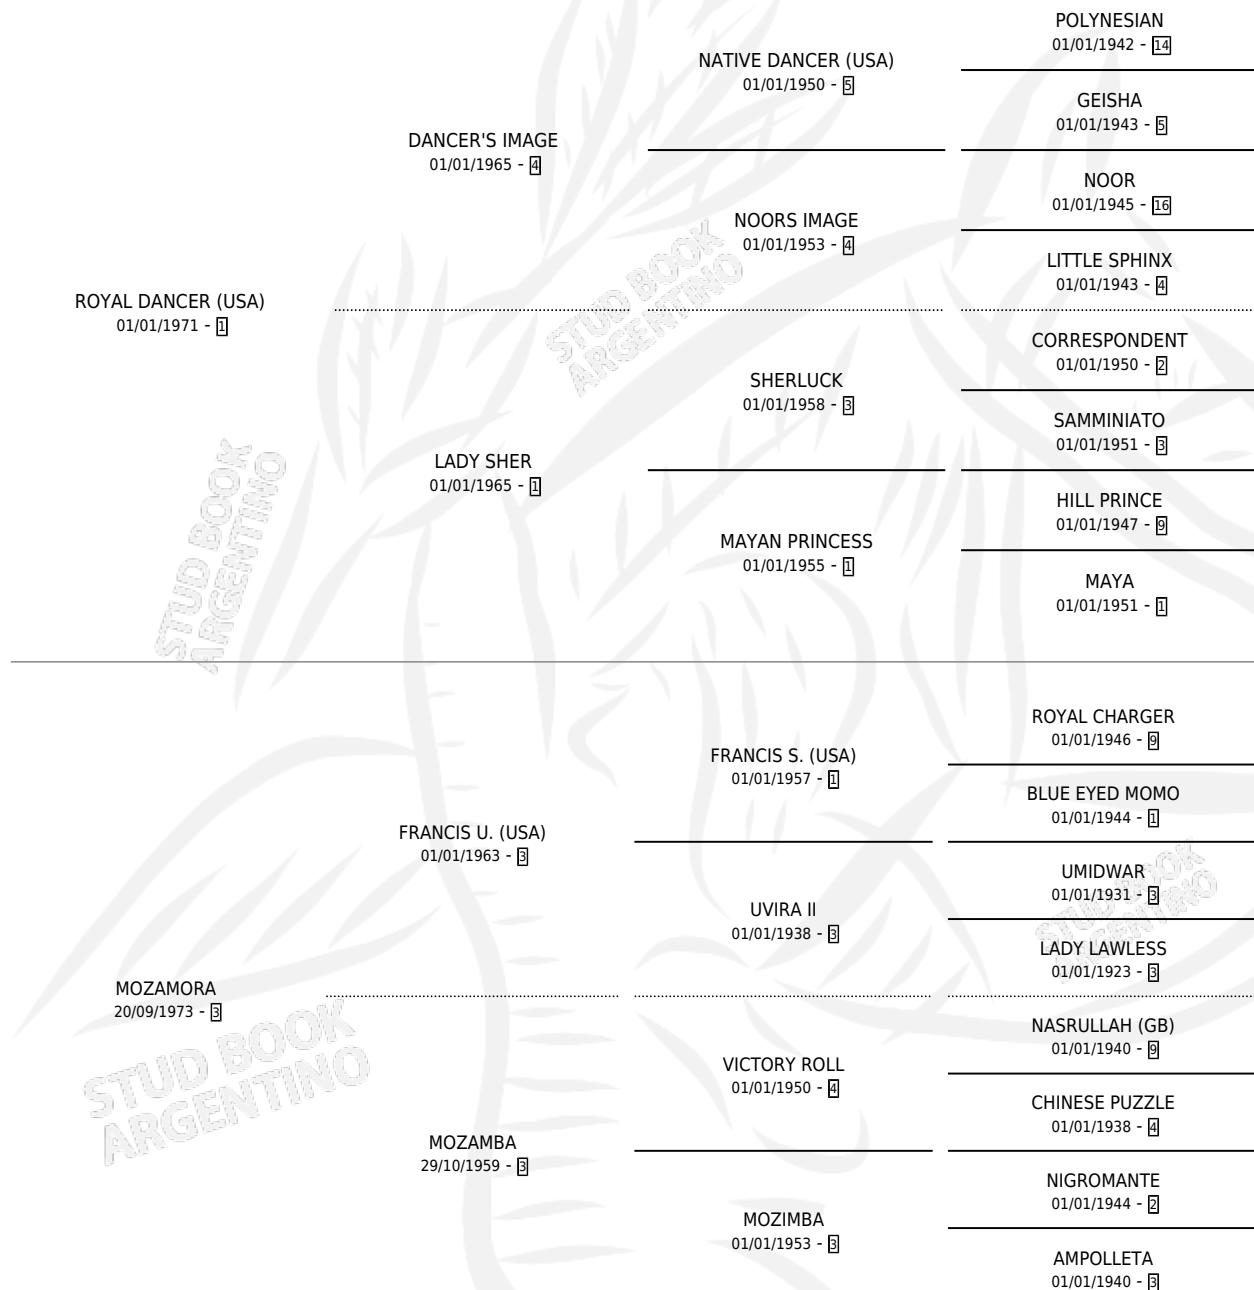 POLYNESIAN
01/01/1942 - 14
NATIVE DANCER (USA)
01/01/1950 - 5
GEISHA
01/01/1943 - 5
DANCER'S IMAGE
01/01/1965 - 4
NOOR
01/01/1945 - 16
NOORS IMAGE
01/01/1953 - 4
LITTLE SPHINX
01/01/1943 - 4
ROYAL DANCER (USA)
01/01/1971 - 1
CORRESPONDENT
01/01/1950 - 2
SHERLUCK
01/01/1958 - 3
SAMMINIATO
01/01/1951 - 3
LADY SHER
01/01/1965 - 1
HILL PRINCE
01/01/1947 - 9
MAYAN PRINCESS
01/01/1955 - 1
MAYA
01/01/1951 - 1
ROYAL CHARGER
01/01/1946 - 9
FRANCIS S. (USA)
01/01/1957 - 1
BLUE EYED MOMO
01/01/1944 - 1
FRANCIS U. (USA)
01/01/1963 - 3
UMIDWAR
01/01/1931 - 3
UVIRA II
01/01/1938 - 3
LADY LAWLESS
01/01/1923 - 3
MOZAMORA
20/09/1973 - 3
NASRULLAH (GB)
01/01/1940 - 9
VICTORY ROLL
01/01/1950 - 4
CHINESE PUZZLE
01/01/1938 - 4
MOZAMBA
29/10/1959 - 3
NIGROMANTE
01/01/1944 - 2
MOZIMBA
01/01/1953 - 3
AMPOLLETA
01/01/1940 - 3
STUD BOOK
ARGENTINO
STUD BOOK
ARGENTINO
STUD BOOK
ARGENTINO
STUD BOOK
ARGENTINO